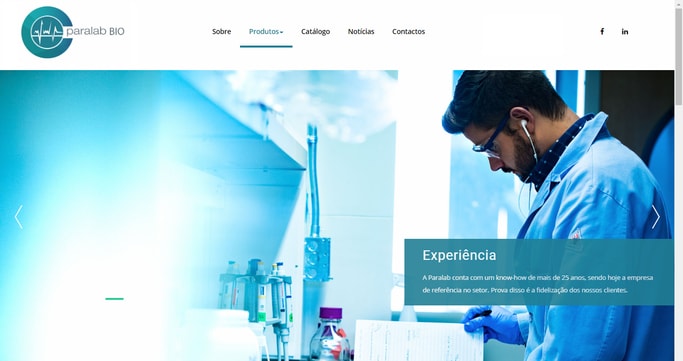 paralab BIO
Sobre Produtos Catálogo Notícias Contactos
Experiência
A Paralab conta com um know-how de mais de 25 anos, sendo hoje a empresa
de referência no setor. Prova disso é a fidelização dos nossos clientes.